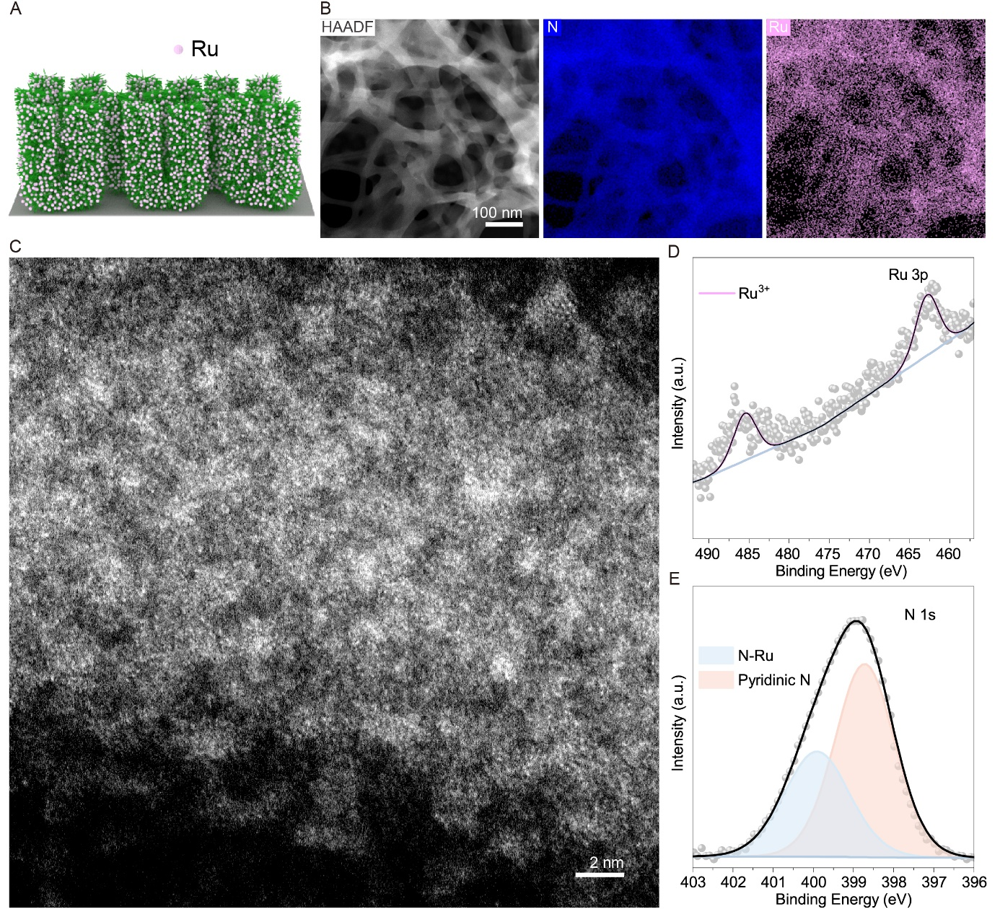 A
Ru
B
HAADF
100 nm
N
Ru
C
2 nm
D
Ru 3p
Ru3+
Intensity (a.u.)
490 485 480 475 470 465 460
Binding Energy (eV)
E
N 1s
N-Ru
Pyridinic N
Intensity (a.u.)
403 402 401 400 399 398 397 396
Binding Energy (eV)